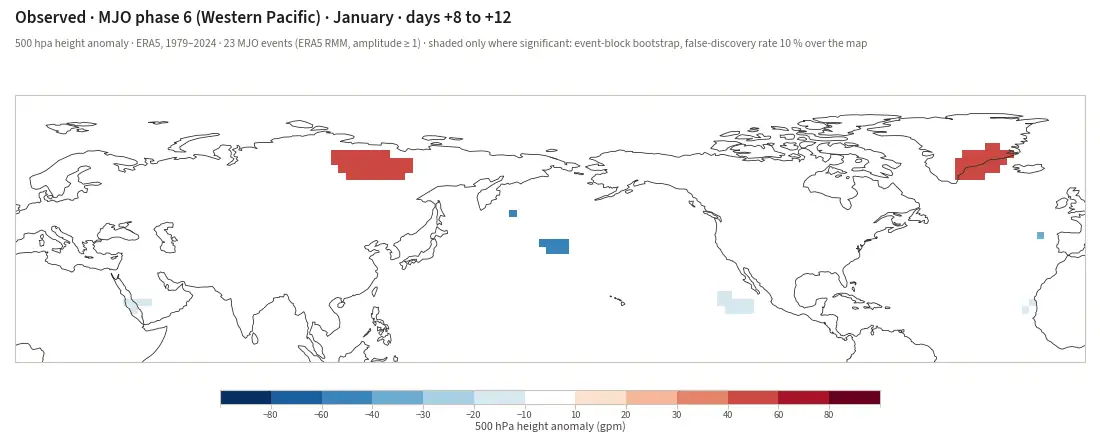 Observed · MJO phase 6 (Western Pacific) · January · days +8 to +12
500 hpa height anomaly · ERA5, 1979–2024 · 23 MJO events (ERA5 RMM, amplitude ≥ 1) · shaded only where significant: event-block bootstrap, false-discovery rate 10 % over the map
−80 −60 −40 −30 −20 −10 10 20 30 40 60 80
500 hPa height anomaly (gpm)